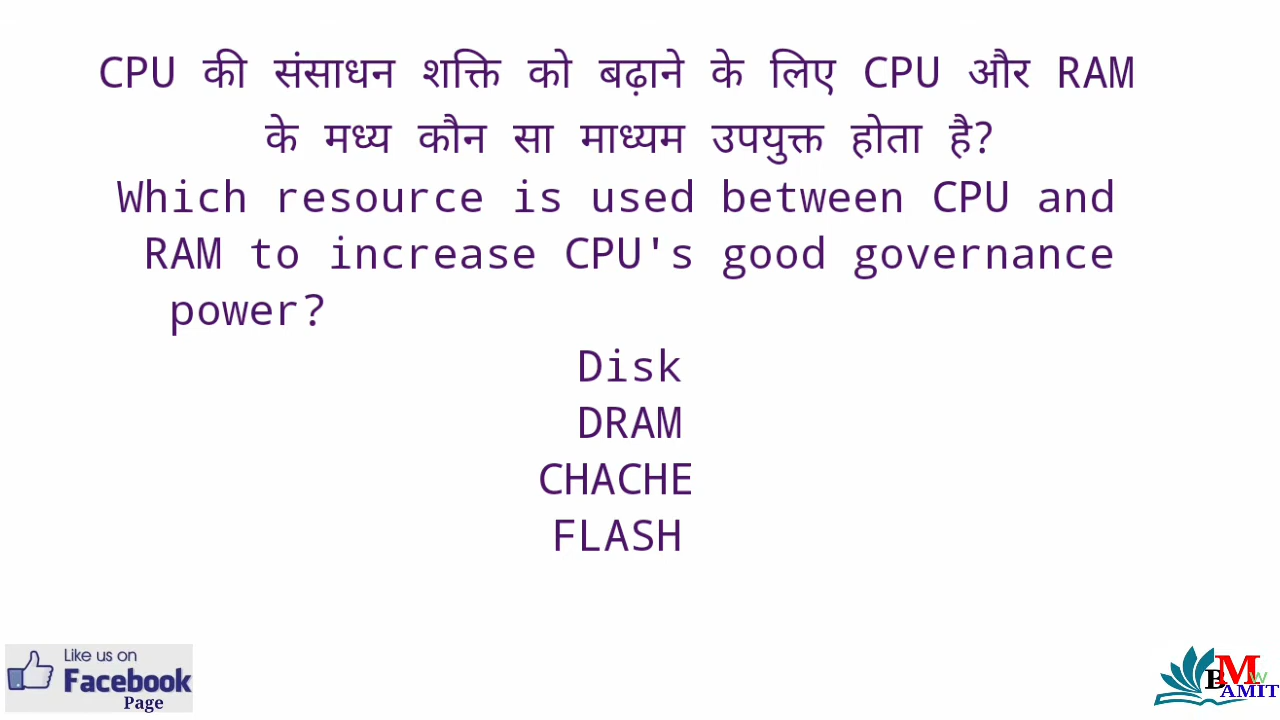 CPU की संसाधन शक्ति को बढ़ाने के लिए CPU और RAM
के मध्य कौन सा माध्यम उपयुक्त होता है?
Which resource is used between CPU and
RAM to increase CPU's good governance
power?
Disk
DRAM
CHACHE
FLASH
Like us on
Facebook
Page
BMW
AMIT